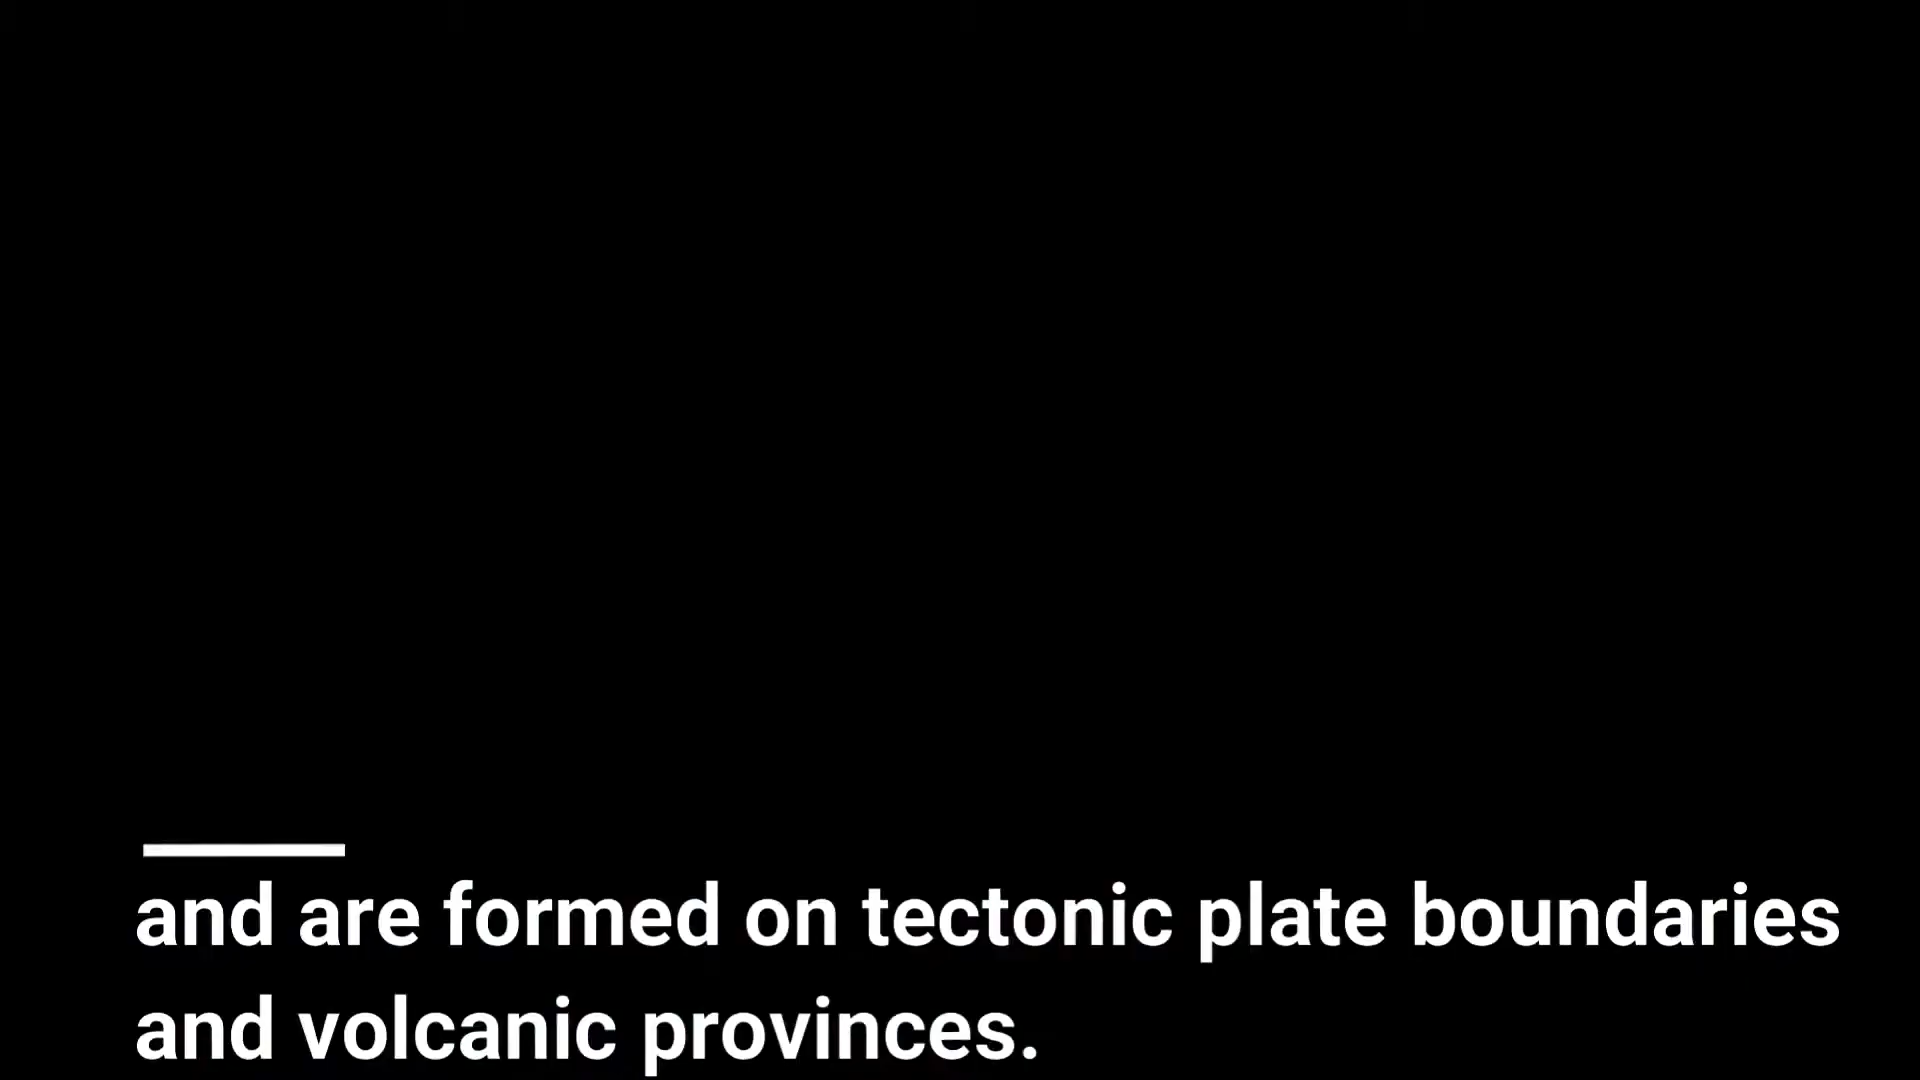 and are formed on tectonic plate boundaries
and volcanic provinces.